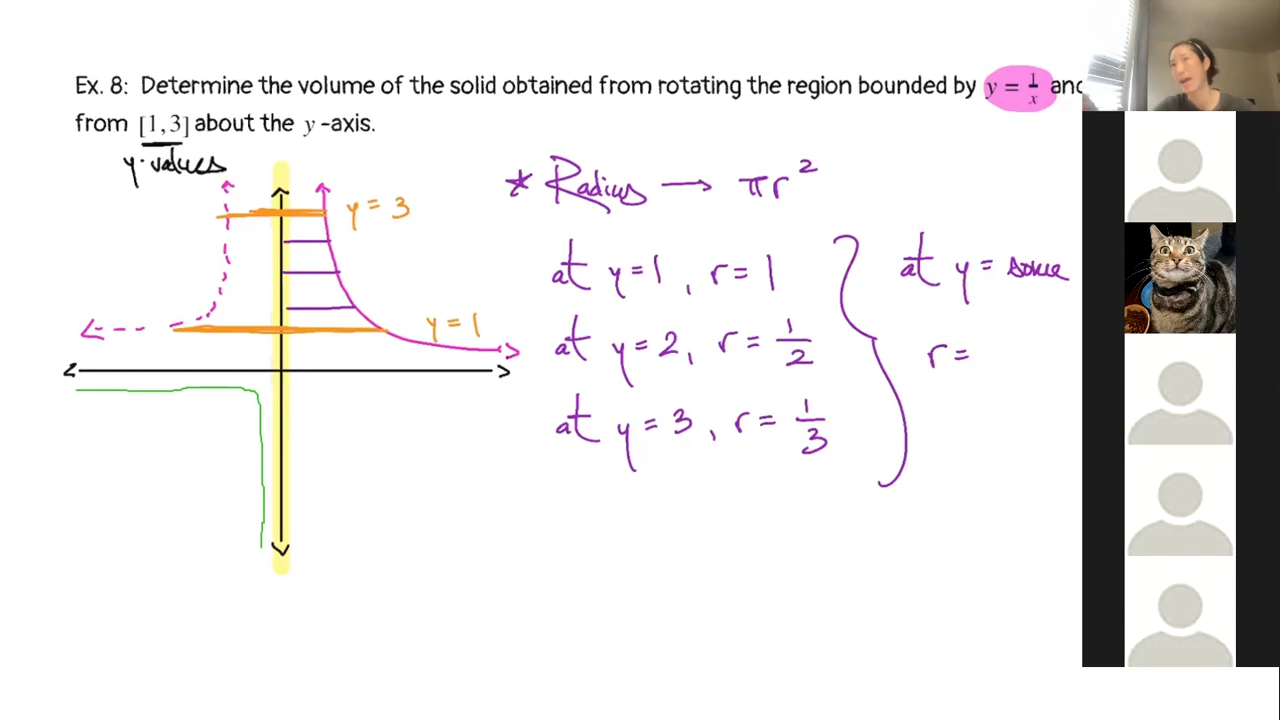 Ex. 8: Determine the volume of the solid obtained from rotating the region bounded by y = 1/x and
from [1,3] about the y-axis.
y-values
* Radius → πr²
y = 3
at y=1, r=1
at y=2, r= 1/2
at y=3, r= 1/3
y=1
at y= some
r=